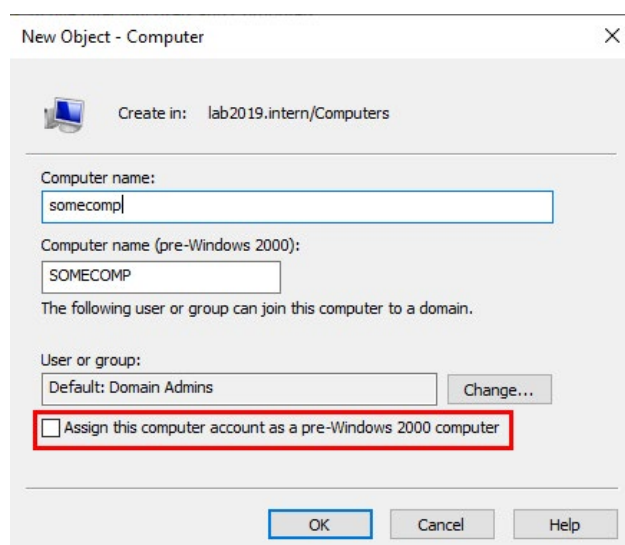 New Object - Computer
Create in: lab2019.intern/Computers
Computer name:
somecomp
Computer name (pre-Windows 2000):
SOMECOMP
The following user or group can join this computer to a domain.
User or group:
Default: Domain Admins
Change...
Assign this computer account as a pre-Windows 2000 computer
OK Cancel Help